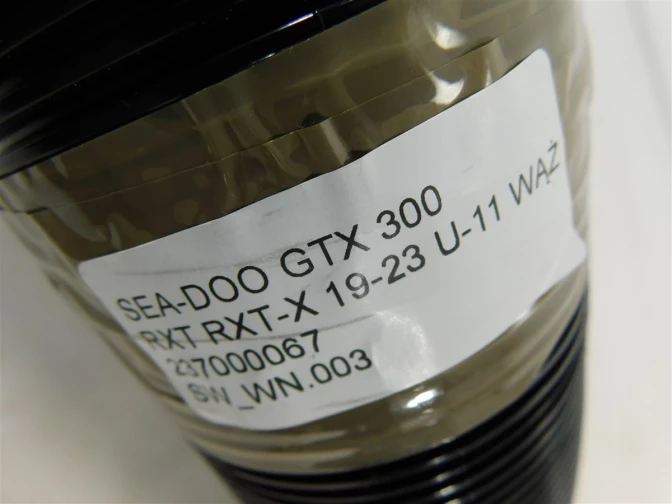 SEA-DOO GTX 300
RXT RXT-X 19-23 U-11 WĄŻ
237000067
SW_WN.003